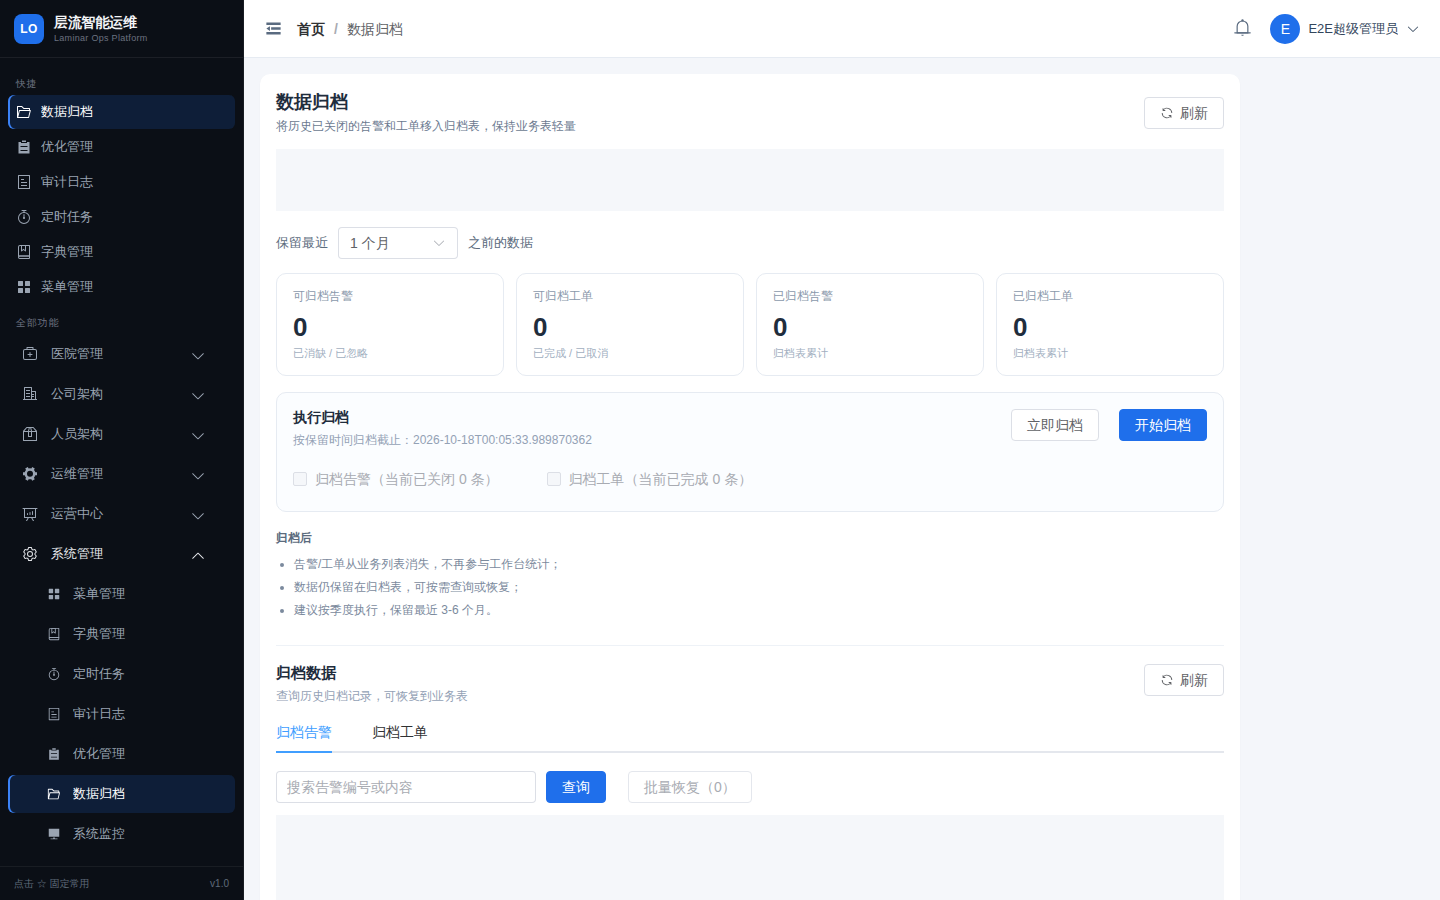 LO
层流智能运维
Laminar Ops Platform
快捷
数据归档
优化管理
审计日志
定时任务
字典管理
菜单管理
全部功能
医院管理
公司架构
人员架构
运维管理
运营中心
系统管理
菜单管理
字典管理
定时任务
审计日志
优化管理
数据归档
系统监控
点击 ☆ 固定常用 v1.0
首页 / 数据归档
E E2E超级管理员
数据归档
将历史已关闭的告警和工单移入归档表，保持业务表轻量
刷新
保留最近 1 个月 之前的数据
可归档告警
0
已消缺 / 已忽略
可归档工单
0
已完成 / 已取消
已归档告警
0
归档表累计
已归档工单
0
归档表累计
执行归档
按保留时间归档截止：2026-10-18T00:05:33.989870362
立即归档 开始归档
归档告警（当前已关闭 0 条） 归档工单（当前已完成 0 条）
归档后
• 告警/工单从业务列表消失，不再参与工作台统计；
• 数据仍保留在归档表，可按需查询或恢复；
• 建议按季度执行，保留最近 3-6 个月。
归档数据
查询历史归档记录，可恢复到业务表
刷新
归档告警 归档工单
搜索告警编号或内容 查询 批量恢复（0）